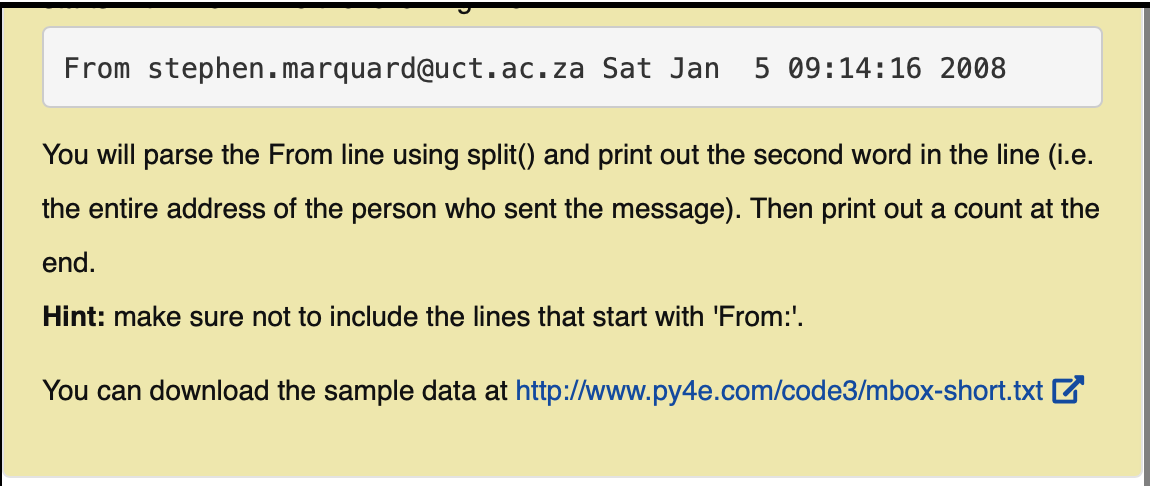 From stephen.marquard@uct.ac.za Sat Jan  5 09:14:16 2008
You will parse the From line using split() and print out the second word in the line (i.e.
the entire address of the person who sent the message). Then print out a count at the
end.
Hint: make sure not to include the lines that start with 'From:'.
You can download the sample data at http://www.py4e.com/code3/mbox-short.txt